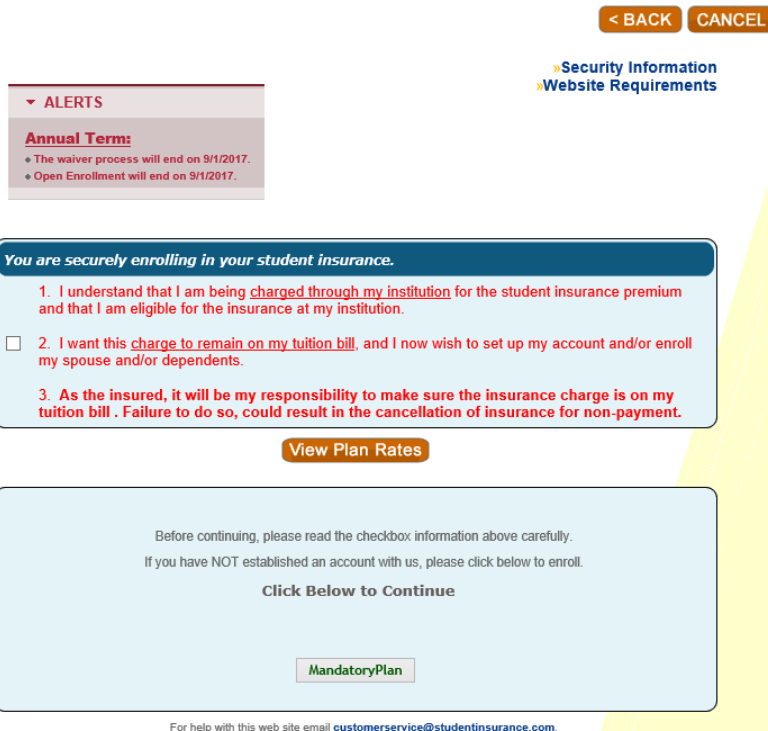 < BACK CANCEL
»Security Information
»Website Requirements
ALERTS
Annual Term:
The waiver process will end on 9/1/2017.
Open Enrollment will end on 9/1/2017.
You are securely enrolling in your student insurance.
1. I understand that I am being charged through my institution for the student insurance premium
and that I am eligible for the insurance at my institution.
2. I want this charge to remain on my tuition bill, and I now wish to set up my account and/or enroll
my spouse and/or dependents.
3. As the insured, it will be my responsibility to make sure the insurance charge is on my
tuition bill . Failure to do so, could result in the cancellation of insurance for non-payment.
View Plan Rates
Before continuing, please read the checkbox information above carefully.
If you have NOT established an account with us, please click below to enroll.
Click Below to Continue
MandatoryPlan
For help with this web site email customerservice@studentinsurance.com.